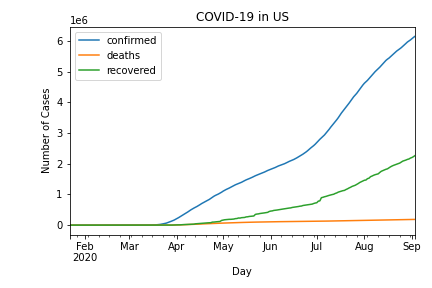 COVID-19 in US
1e6
confirmed
deaths
recovered
Number of Cases
6
5
4
3
2
1
0
Feb Mar Apr May Jun Jul Aug Sep
2020
Day